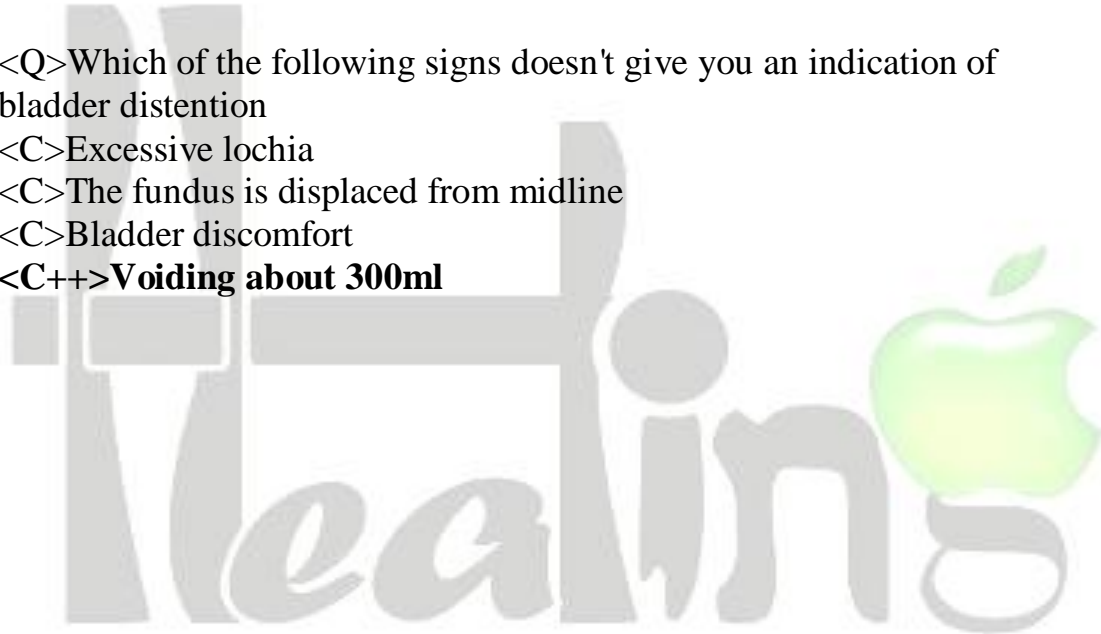 <Q>Which of the following signs doesn't give you an indication of
bladder distention
<C>Excessive lochia
<C>The fundus is displaced from midline
<C>Bladder discomfort
<C++>Voiding about 300ml
Healing